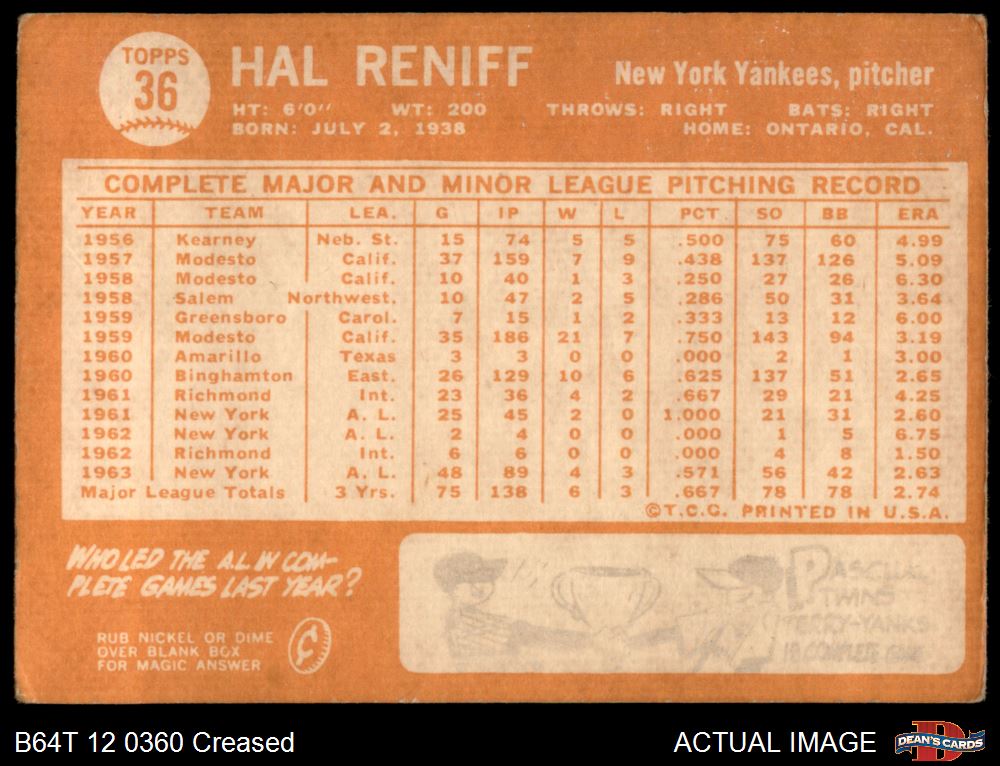 TOPPS
36
HAL RENIFF
New York Yankees, pitcher
HT: 6'0" WT: 200 THROWS: RIGHT BATS: RIGHT
BORN: JULY 2, 1938 HOME: ONTARIO, CAL.
COMPLETE MAJOR AND MINOR LEAGUE PITCHING RECORD
YEAR TEAM LEA. G IP W L PCT. SO BB ERA
1956 Kearney Neb. St. 15 74 5 5 .500 75 60 4.99
1957 Modesto Calif. 37 159 7 9 .438 137 126 5.09
1958 Modesto Calif. 10 40 1 3 .250 27 26 6.30
1958 Salem Northwest. 10 47 2 5 .286 50 31 3.64
1959 Greensboro Carol. 7 15 1 2 .333 13 12 6.00
1959 Modesto Calif. 35 186 21 7 .750 143 94 3.19
1960 Amarillo Texas 3 3 0 0 .000 2 1 3.00
1960 Binghamton East. 26 129 10 6 .625 137 51 2.65
1961 Richmond Int. 23 36 4 2 .667 29 21 4.25
1961 New York A. L. 25 45 2 0 1.000 21 31 2.60
1962 New York A. L. 2 4 0 0 .000 1 5 6.75
1962 Richmond Int. 6 6 0 0 .000 4 8 1.50
1963 New York A. L. 48 89 4 3 .571 56 42 2.63
Major League Totals 3 Yrs. 75 138 6 3 .667 78 78 2.74
©T.C.G. PRINTED IN U.S.A.
WHO LED THE A.L. IN COM-
PLETE GAMES LAST YEAR?
RUB NICKEL OR DIME
OVER BLANK BOX
FOR MAGIC ANSWER
PASCUAL
TWINS
TERRY-YANKS
18 COMPLETE
B64T 12 0360 Creased
ACTUAL IMAGE
DEAN'S CARDS